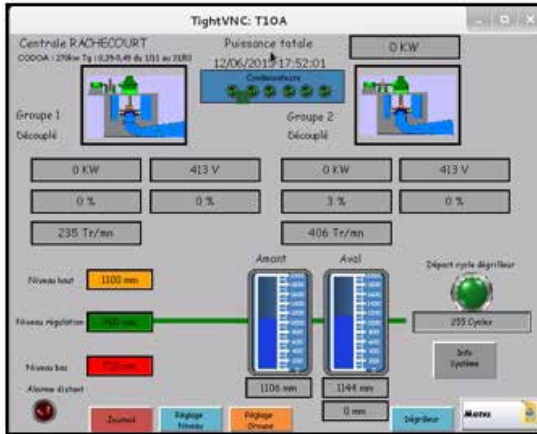 TightVNC: T10A
Centrale RACHECOURT
Puissance totale
0 KW
12/06/2013 17:52:01
Condensateurs
Groupe 1
Découplé
Groupe 2
Découplé
0 KW
413 V
0 KW
413 V
0 %
0 %
3 %
0 %
235 Tr/mn
406 Tr/mn
Amont
Aval
Départ cycle dégrilleur
Niveau haut
1100 mm
Niveau régulation
255 Cycles
Niveau bas
Info
Système
Alarme distant
1106 mm
1144 mm
0 mm
Journal
Réglage
Niveau
Réglage
Groupe
Dégrilleur
Menu